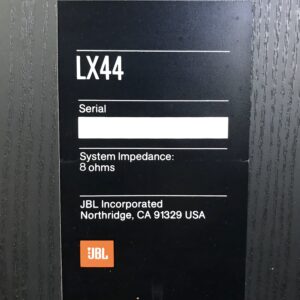 LX44
Serial
System Impedance:
8 ohms
JBL Incorporated
Northridge, CA 91329 USA
JBL